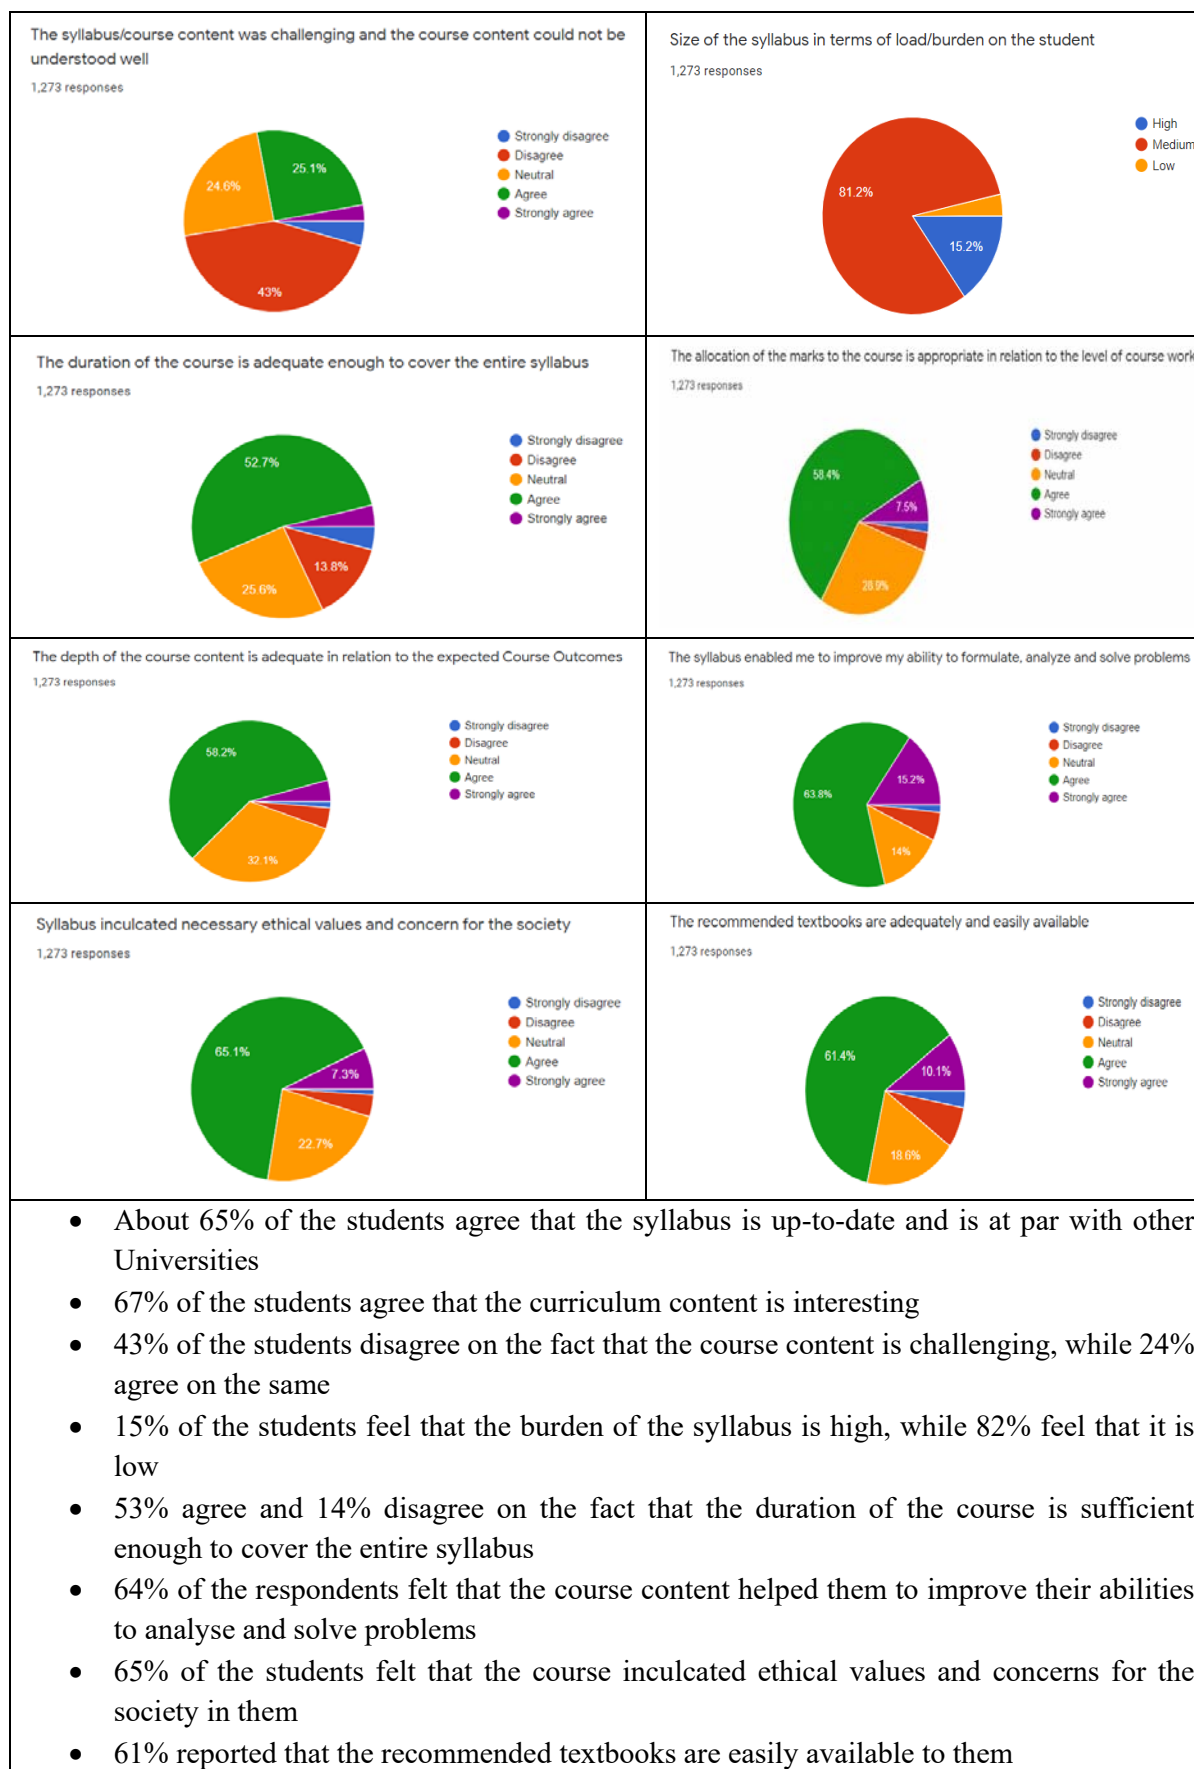 The syllabus/course content was challenging and the course content could not be
understood well
1,273 responses
25.1%
24.6%
43%
Strongly disagree
Disagree
Neutral
Agree
Strongly agree
Size of the syllabus in terms of load/burden on the student
1,273 responses
81.2%
15.2%
High
Medium
Low
The duration of the course is adequate enough to cover the entire syllabus
1,273 responses
52.7%
13.8%
25.6%
Strongly disagree
Disagree
Neutral
Agree
Strongly agree
The allocation of the marks to the course is appropriate in relation to the level of course work
1,273 responses
58.4%
7.5%
28.9%
Strongly disagree
Disagree
Neutral
Agree
Strongly agree
The depth of the course content is adequate in relation to the expected Course Outcomes
1,273 responses
58.2%
32.1%
Strongly disagree
Disagree
Neutral
Agree
Strongly agree
The syllabus enabled me to improve my ability to formulate, analyze and solve problems
1,273 responses
63.8%
15.2%
14%
Strongly disagree
Disagree
Neutral
Agree
Strongly agree
Syllabus inculcated necessary ethical values and concern for the society
1,273 responses
65.1%
7.3%
22.7%
Strongly disagree
Disagree
Neutral
Agree
Strongly agree
The recommended textbooks are adequately and easily available
1,273 responses
61.4%
10.1%
18.6%
Strongly disagree
Disagree
Neutral
Agree
Strongly agree
• About 65% of the students agree that the syllabus is up-to-date and is at par with other
Universities
• 67% of the students agree that the curriculum content is interesting
• 43% of the students disagree on the fact that the course content is challenging, while 24%
agree on the same
• 15% of the students feel that the burden of the syllabus is high, while 82% feel that it is
low
• 53% agree and 14% disagree on the fact that the duration of the course is sufficient
enough to cover the entire syllabus
• 64% of the respondents felt that the course content helped them to improve their abilities
to analyse and solve problems
• 65% of the students felt that the course inculcated ethical values and concerns for the
society in them
• 61% reported that the recommended textbooks are easily available to them